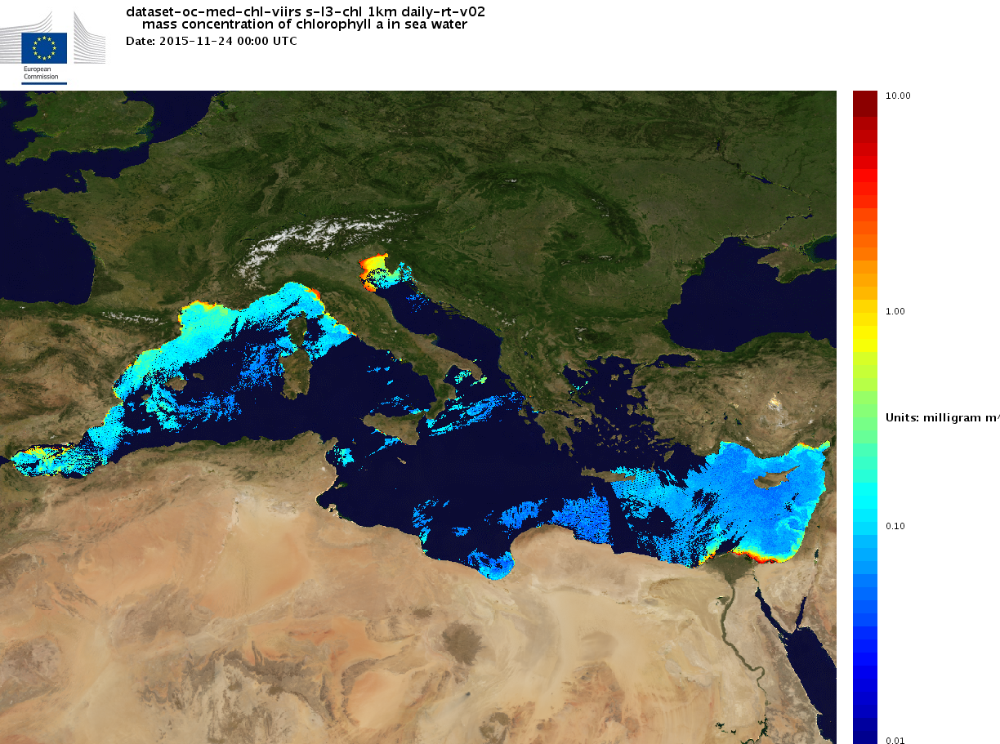 dataset-oc-med-chl-viirs s-l3-chl 1km daily-rt-v02
mass concentration of chlorophyll a in sea water
Date: 2015-11-24 00:00 UTC
European
Commission
10.00
1.00
Units: milligram m
0.10
0.01